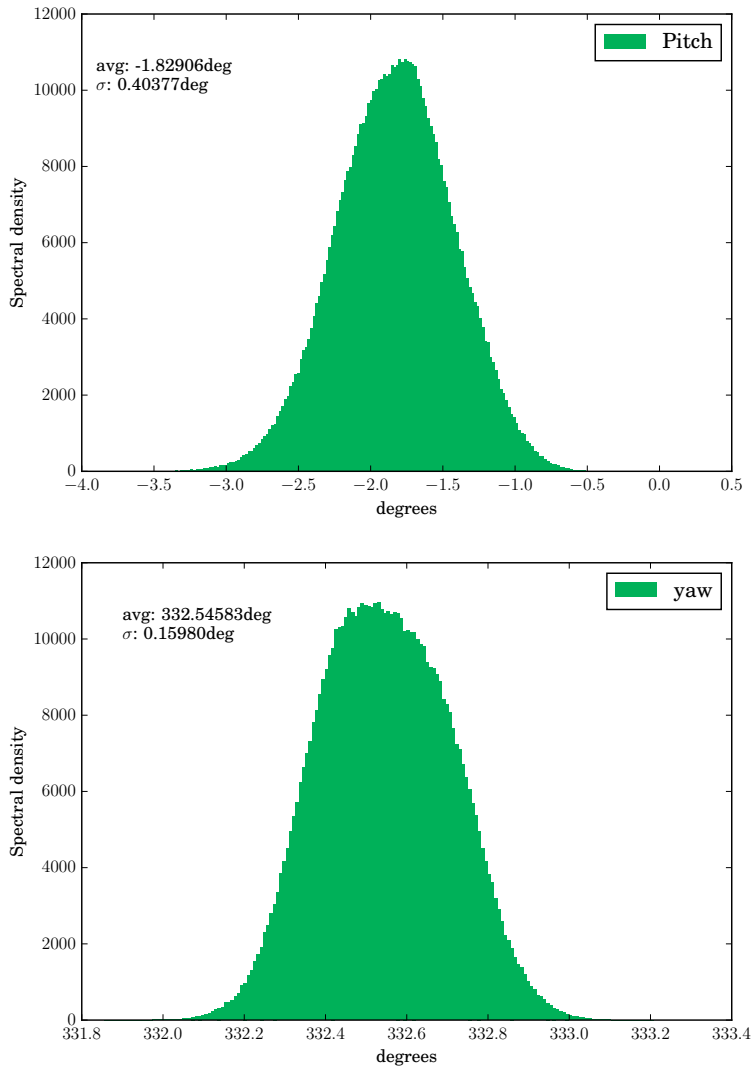 12000
10000
8000
6000
4000
2000
0
Spectral density
avg: -1.82906deg
σ: 0.40377deg
Pitch
−4.0 −3.5 −3.0 −2.5 −2.0 −1.5 −1.0 −0.5 0.0 0.5
degrees
12000
10000
8000
6000
4000
2000
0
Spectral density
avg: 332.54583deg
σ: 0.15980deg
yaw
331.8 332.0 332.2 332.4 332.6 332.8 333.0 333.2 333.4
degrees